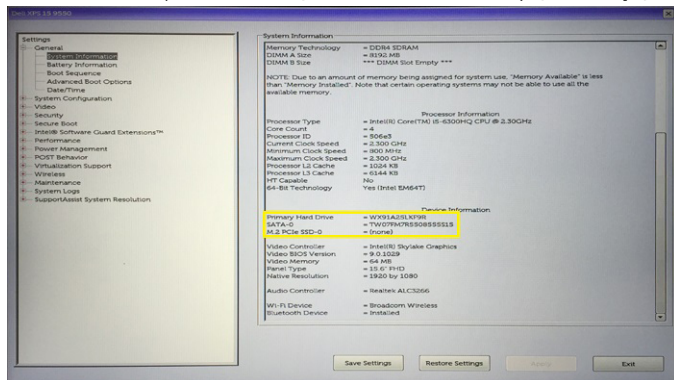 Dell XPS 15 9550
Settings
General
System Information
Battery Information
Boot Sequence
Advanced Boot Options
Date/Time
System Configuration
Video
Security
Secure Boot
Intel® Software Guard Extensions™
Performance
Power Management
POST Behavior
Virtualization Support
Wireless
Maintenance
System Logs
SupportAssist System Resolution
System Information
Memory Technology = DDR4 SDRAM
DIMM A Size = 8192 MB
DIMM B Size *** DIMM Slot Empty ***
NOTE: Due to an amount of memory being assigned for system use, "Memory Available" is less
than "Memory Installed". Note that certain operating systems may not be able to use all the
available memory.
Processor Information
Processor Type = Intel(R) Core(TM) i5-6300HQ CPU @ 2.30GHz
Core Count = 4
Processor ID = 506e3
Current Clock Speed = 2.300 GHz
Minimum Clock Speed = 800 MHz
Maximum Clock Speed = 2.300 GHz
Processor L2 Cache = 1024 KB
Processor L3 Cache = 6144 KB
HT Capable No
64-Bit Technology Yes (Intel EM64T)
Device Information
Primary Hard Drive = WX91A25LKF9R
SATA-0 = TW07FM7R5508555515
M.2 PCIe SSD-0 = (none)
Video Controller = Intel(R) Skylake Graphics
Video BIOS Version = 9.0.1029
Video Memory = 64 MB
Panel Type = 15.6" FHD
Native Resolution = 1920 by 1080
Audio Controller = Realtek ALC3266
Wi-Fi Device = Broadcom Wireless
Bluetooth Device = Installed
Save Settings
Restore Settings
Apply
Exit